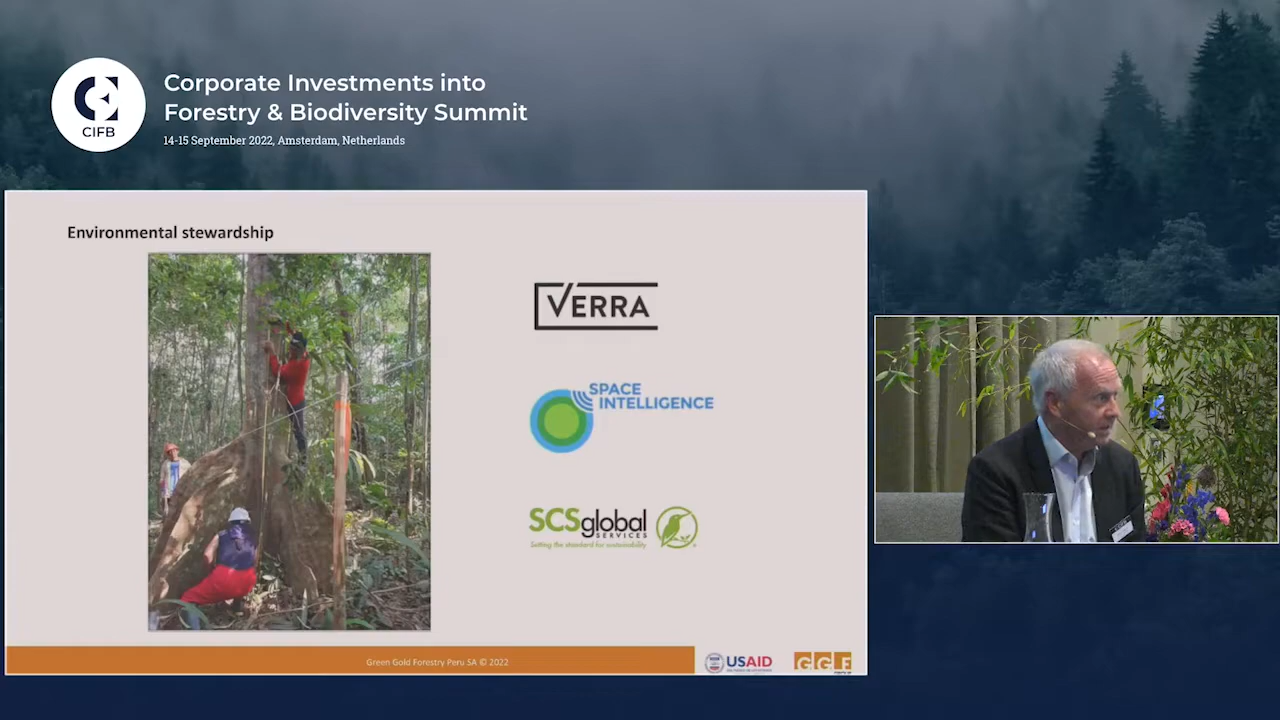 CIFB
Corporate Investments into
Forestry & Biodiversity Summit
14-15 September 2022, Amsterdam, Netherlands
Environmental stewardship
VERRA
SPACE
INTELLIGENCE
SCSglobal
SERVICES
Setting the standard for sustainability
Green Gold Forestry Peru SA © 2022
USAID
GGF